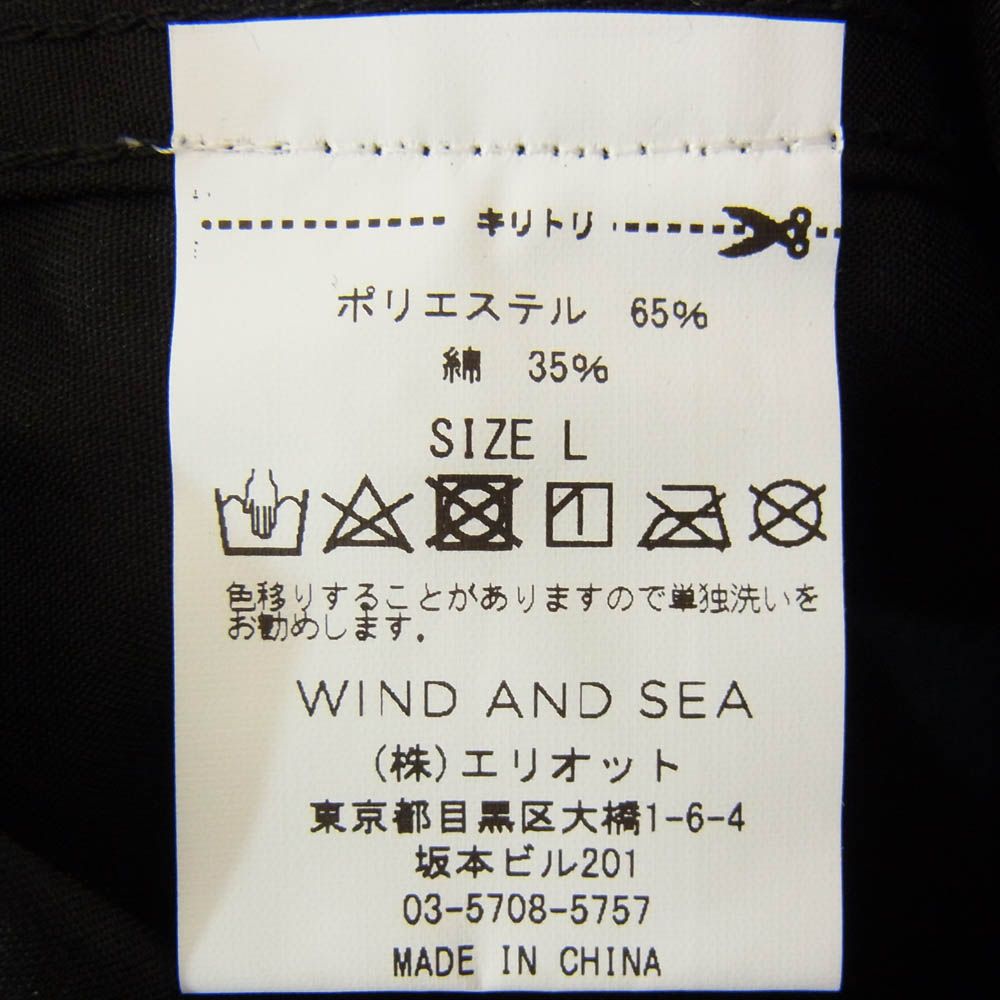 キリトリ
ポリエステル 65%
綿 35%
SIZE L
色移りすることがありますので単独洗いを
お勧めします.
WIND AND SEA
(株)エリオット
東京都目黒区大橋1-6-4
坂本ビル201
03-5708-5757
MADE IN CHINA